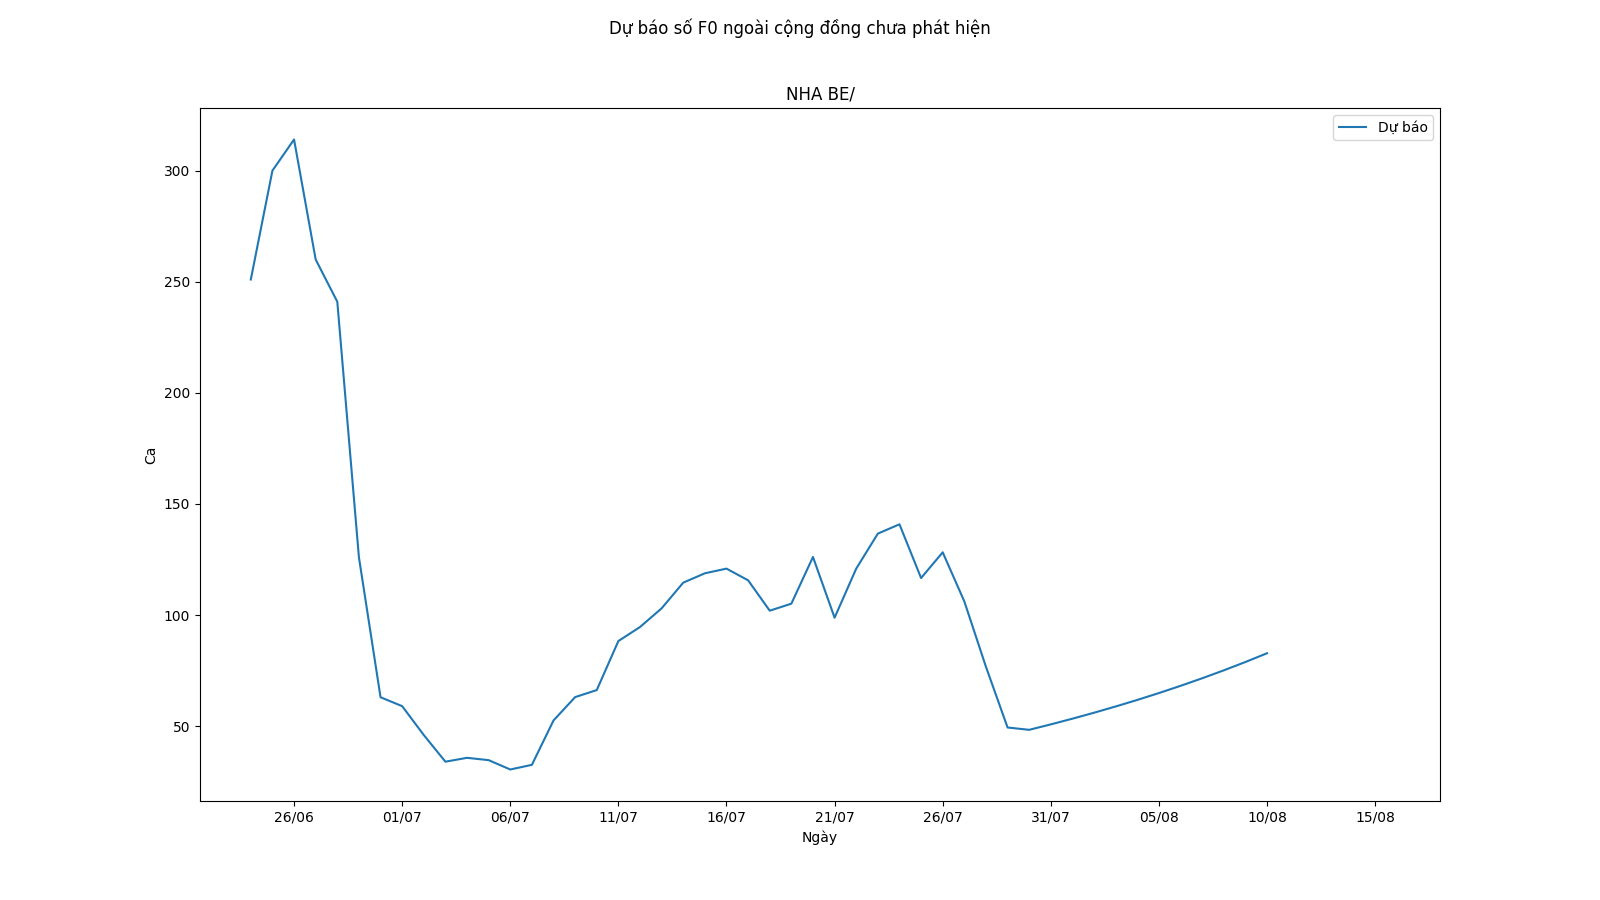 Dự báo số F0 ngoài cộng đồng chưa phát hiện
NHA BE/
Dự báo
300
250
200
150
100
50
Ca
26/06 01/07 06/07 11/07 16/07 21/07 26/07 31/07 05/08 10/08 15/08
Ngày